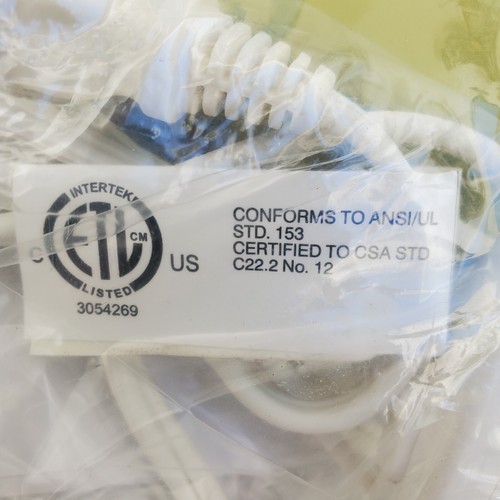 INTERTEK
C ETL CM US
LISTED
3054269
CONFORMS TO ANSI/UL
STD. 153
CERTIFIED TO CSA STD
C22.2 No. 12